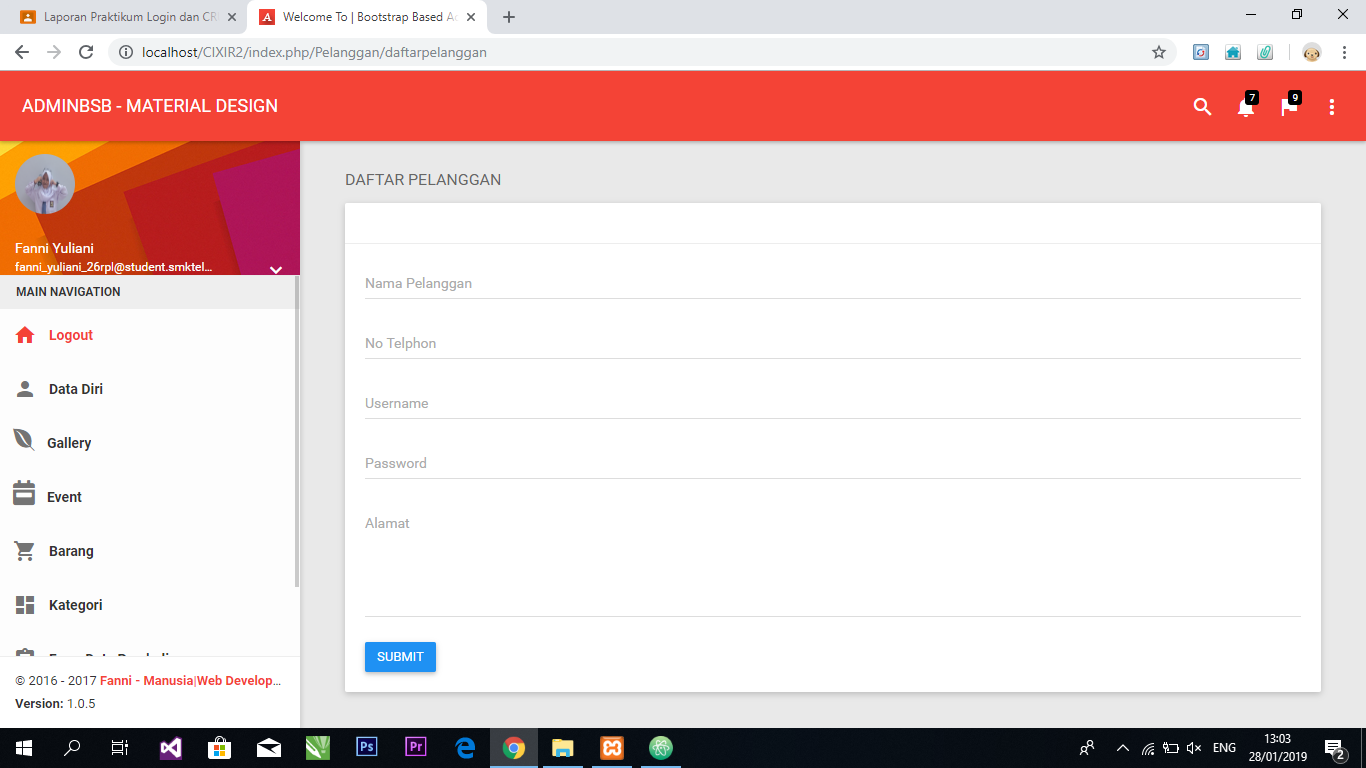 Laporan Praktikum Login dan CR
Welcome To | Bootstrap Based Ad
localhost/CIXIR2/index.php/Pelanggan/daftarpelanggan
ADMINBSB - MATERIAL DESIGN
7
9
Fanni Yuliani
fanni_yuliani_26rpl@student.smktel...
MAIN NAVIGATION
Logout
Data Diri
Gallery
Event
Barang
Kategori
© 2016 - 2017 Fanni - Manusia|Web Develop...
Version: 1.0.5
DAFTAR PELANGGAN
Nama Pelanggan
No Telphon
Username
Password
Alamat
SUBMIT
Ps
Pr
ENG
13:03
28/01/2019
2